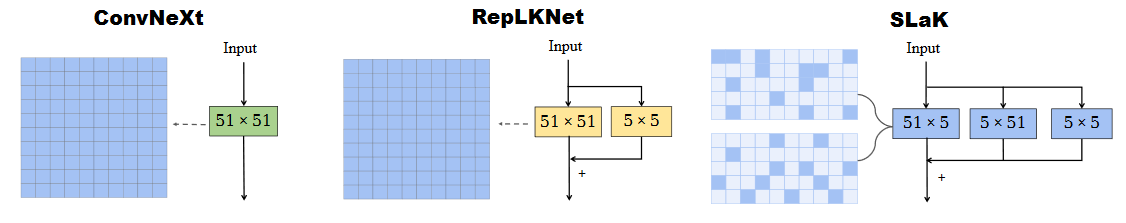 ConvNeXt
Input
51 × 51
RepLKNet
Input
51 × 51
5 × 5
+
SLaK
Input
51 × 5
5 × 51
5 × 5
+